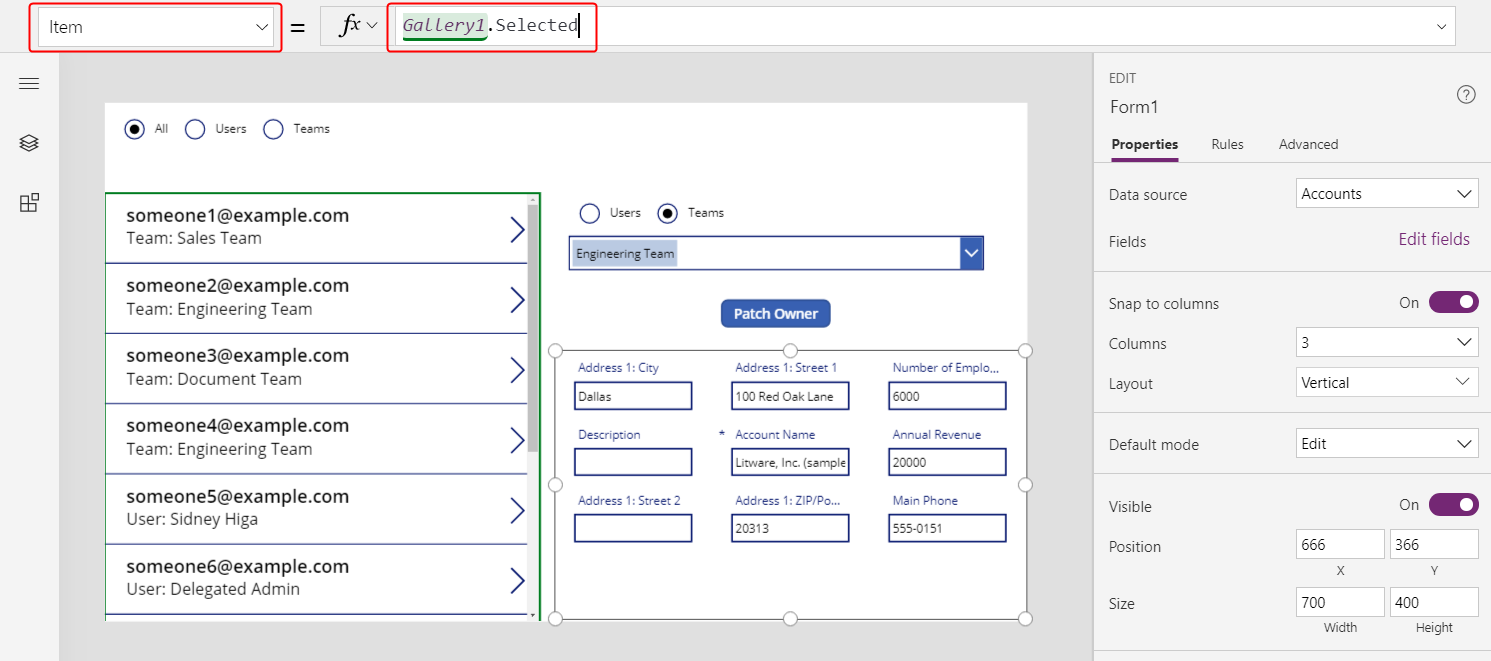 Item = fx Gallery1.Selected
All Users Teams
someone1@example.com
Team: Sales Team
someone2@example.com
Team: Engineering Team
someone3@example.com
Team: Document Team
someone4@example.com
Team: Engineering Team
someone5@example.com
User: Sidney Higa
someone6@example.com
User: Delegated Admin
Users Teams
Engineering Team
Patch Owner
Address 1: City Address 1: Street 1 Number of Emplo...
Dallas 100 Red Oak Lane 6000
Description * Account Name Annual Revenue
Litware, Inc. (sample 20000
Address 1: Street 2 Address 1: ZIP/Po... Main Phone
20313 555-0151
EDIT
Form1
?
Properties Rules Advanced
Data source Accounts
Fields Edit fields
Snap to columns On
Columns 3
Layout Vertical
Default mode Edit
Visible On
Position 666 366
X Y
Size 700 400
Width Height